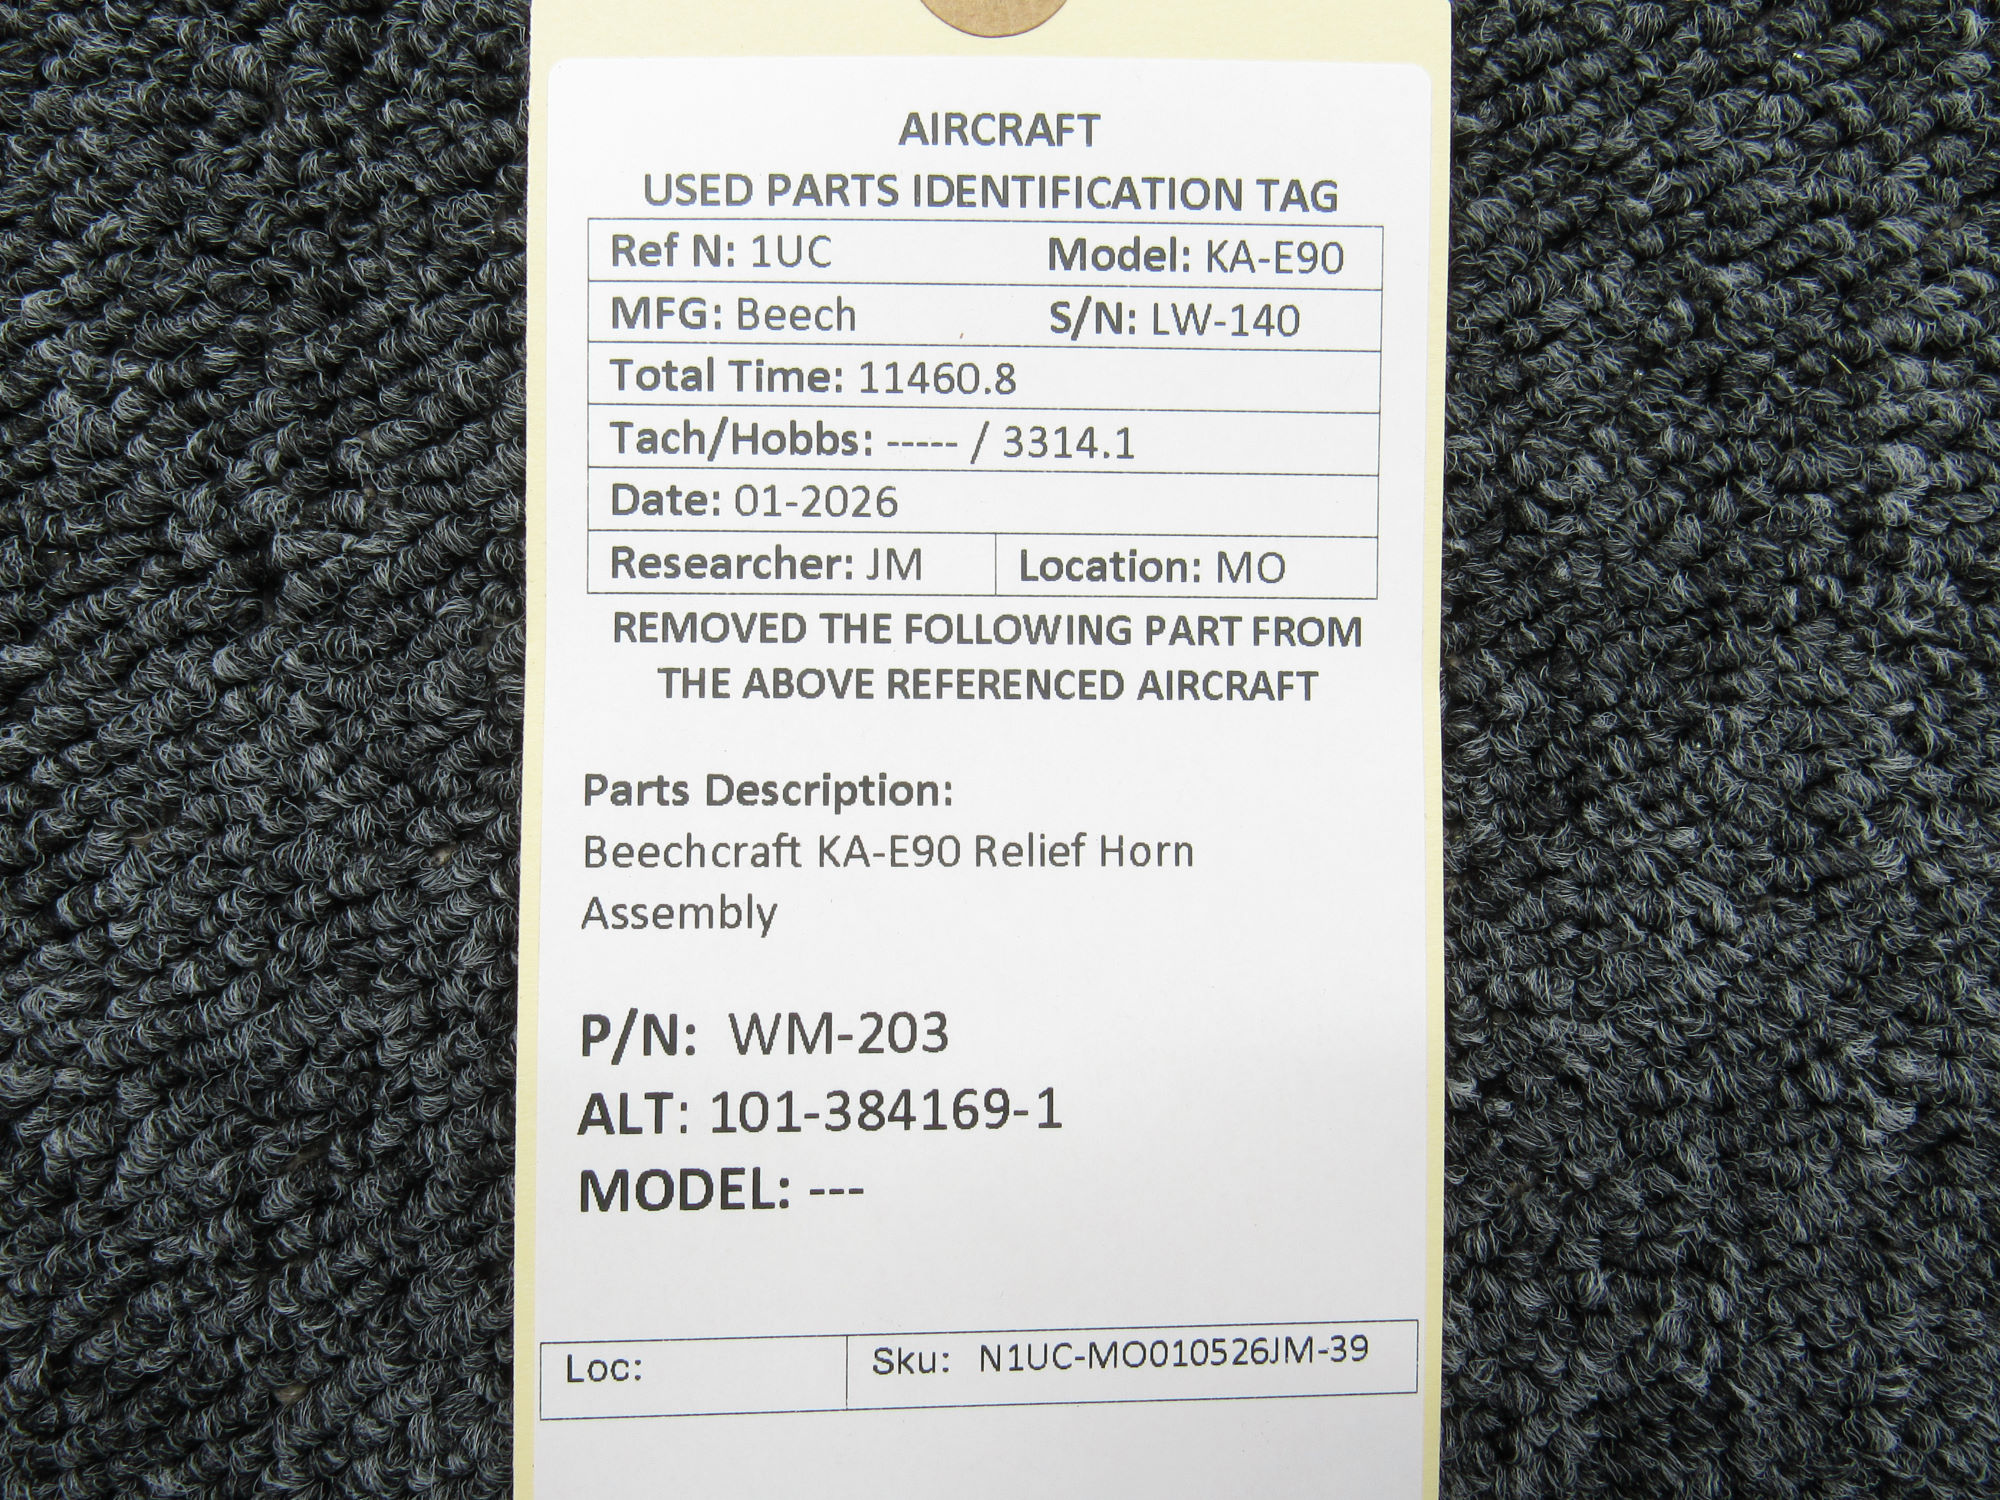 AIRCRAFT
USED PARTS IDENTIFICATION TAG
Ref N: 1UC Model: KA-E90
MFG: Beech S/N: LW-140
Total Time: 11460.8
Tach/Hobbs: ----- / 3314.1
Date: 01-2026
Researcher: JM Location: MO
REMOVED THE FOLLOWING PART FROM
THE ABOVE REFERENCED AIRCRAFT
Parts Description:
Beechcraft KA-E90 Relief Horn
Assembly
P/N: WM-203
ALT: 101-384169-1
MODEL: ---
Loc: Sku: N1UC-MO010526JM-39